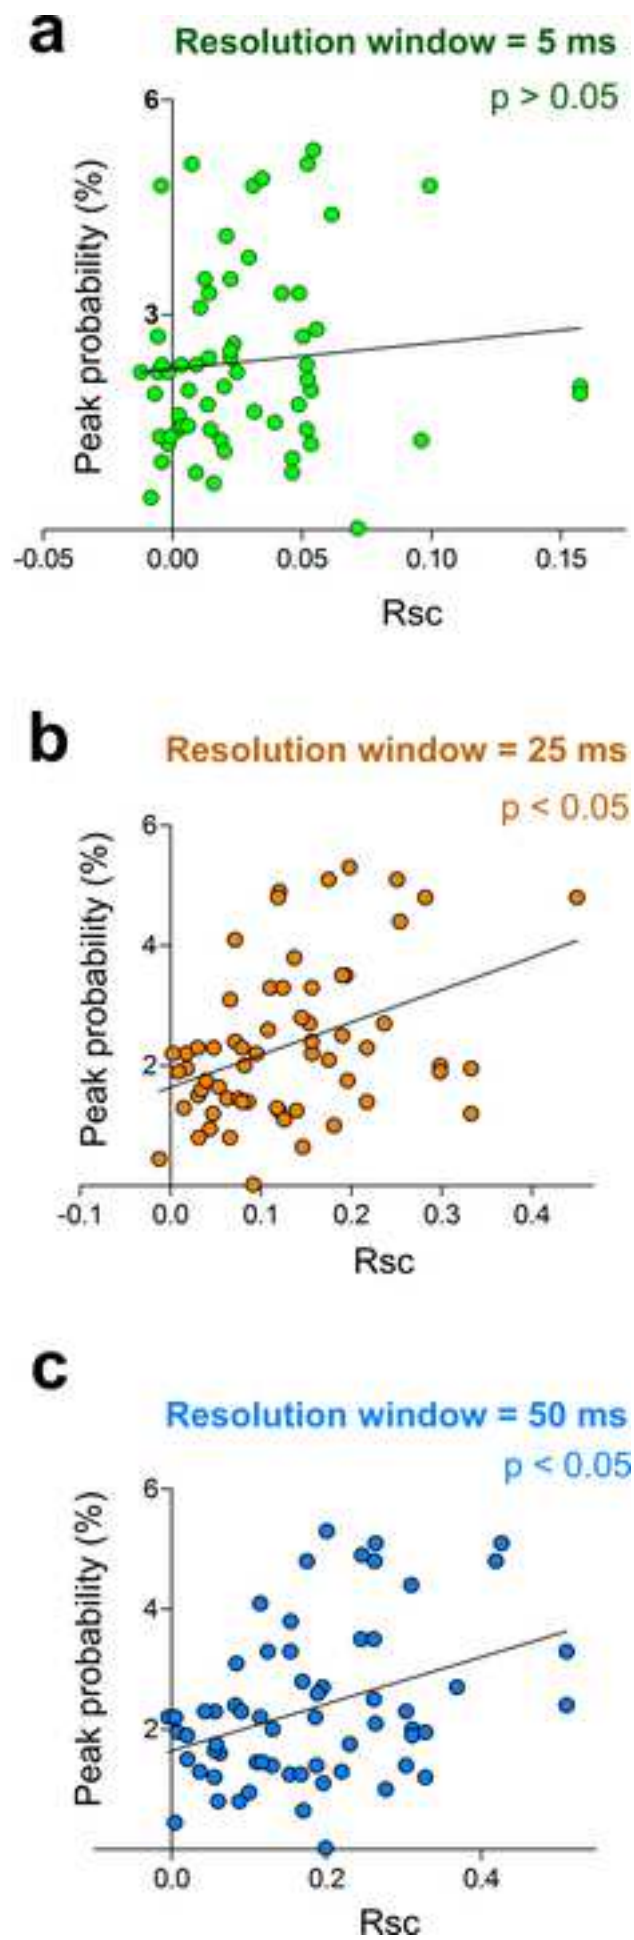 a
Resolution window = 5 ms
p > 0.05
6
3
Peak probability (%)
-0.05 0.00 0.05 0.10 0.15
Rsc
b
Resolution window = 25 ms
p < 0.05
6
4
2
Peak probability (%)
-0.1 0.0 0.1 0.2 0.3 0.4
Rsc
c
Resolution window = 50 ms
p < 0.05
6
4
2
Peak probability (%)
0.0 0.2 0.4
Rsc